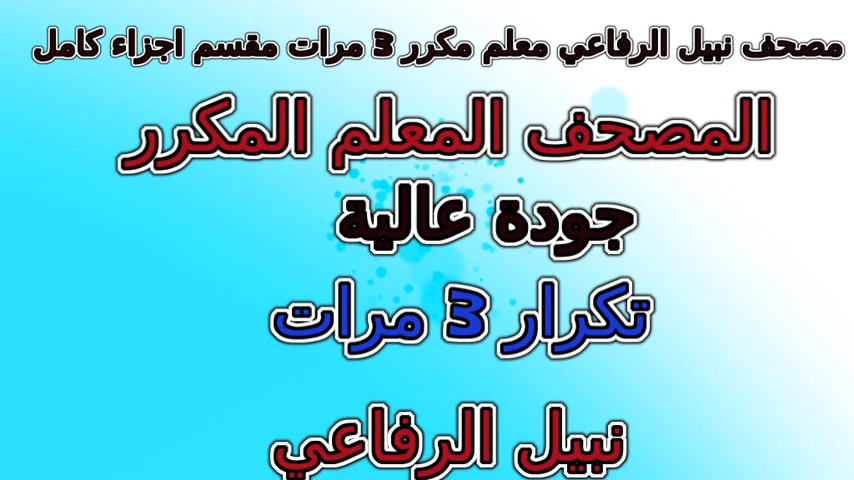 مصحف نبيل الرفاعي معلم مكرر 3 مرات مقسم اجزاء كامل
المصحف المعلم المكرر
جودة عالية
تكرار 3 مرات
نبيل الرفاعي